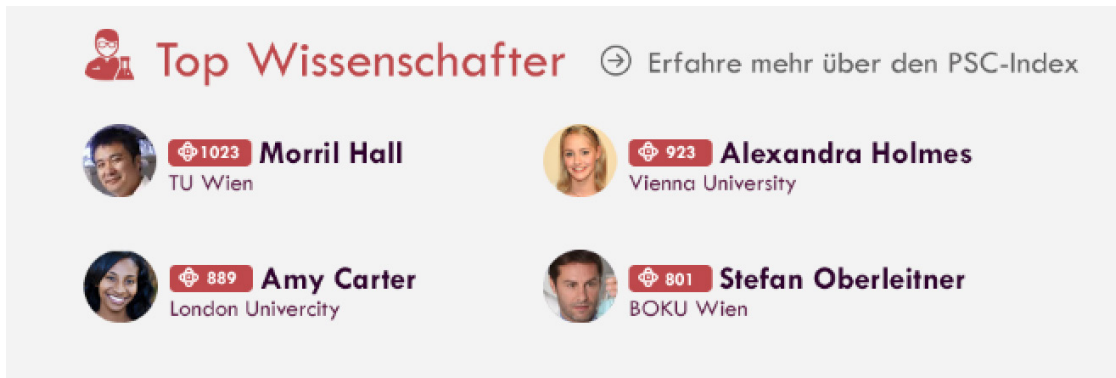 Top Wissenschafter
Erfahre mehr über den PSC-Index
1023 Morril Hall
TU Wien
923 Alexandra Holmes
Vienna University
889 Amy Carter
London Univercity
801 Stefan Oberleitner
BOKU Wien